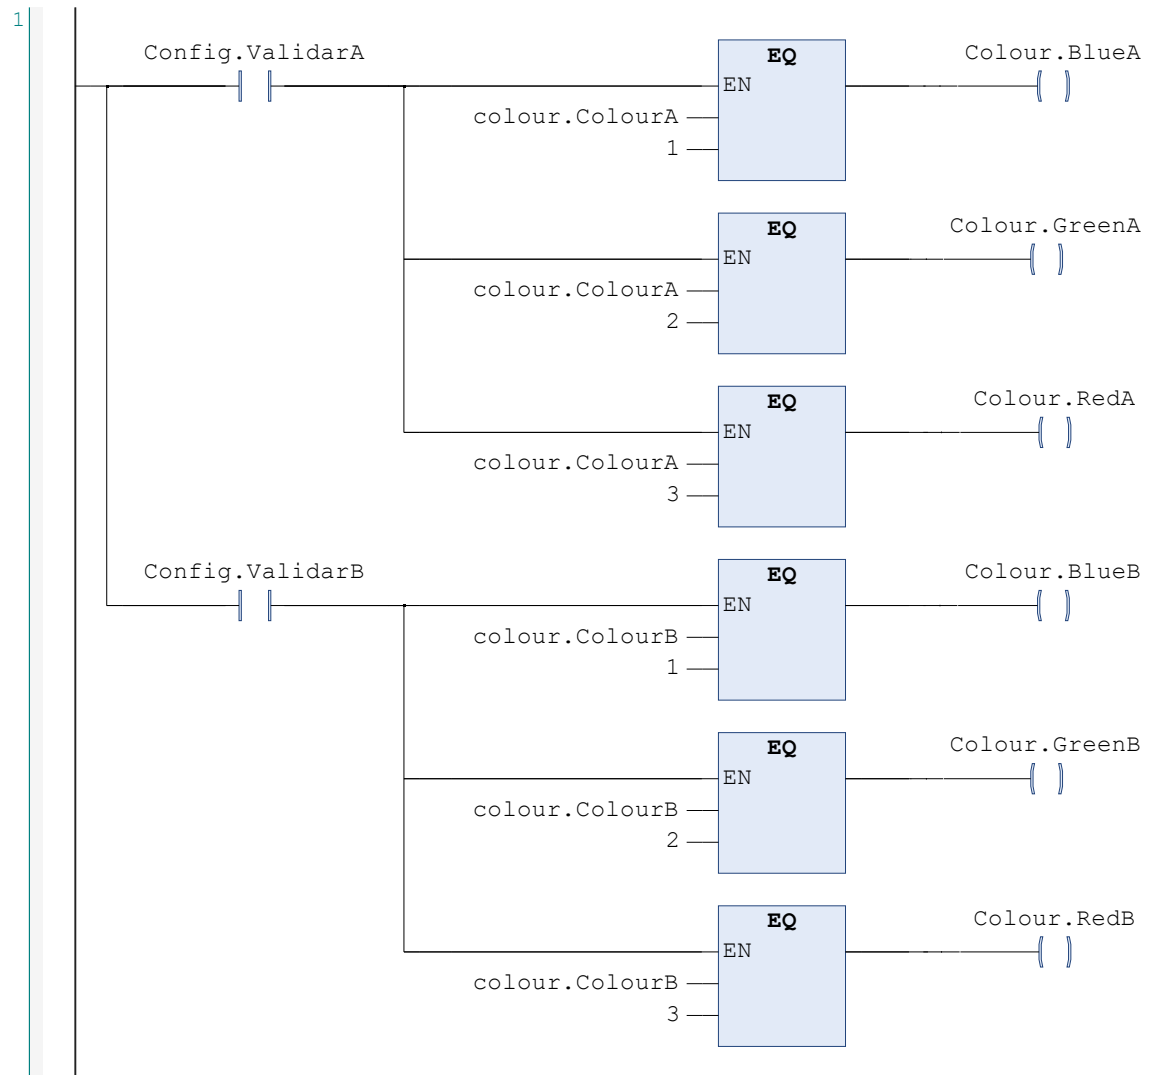 1
Config.ValidarA
EQ
Colour.BlueA
EN
colour.ColourA
1
EQ
Colour.GreenA
EN
colour.ColourA
2
EQ
Colour.RedA
EN
colour.ColourA
3
Config.ValidarB
EQ
Colour.BlueB
EN
colour.ColourB
1
EQ
Colour.GreenB
EN
colour.ColourB
2
EQ
Colour.RedB
EN
colour.ColourB
3